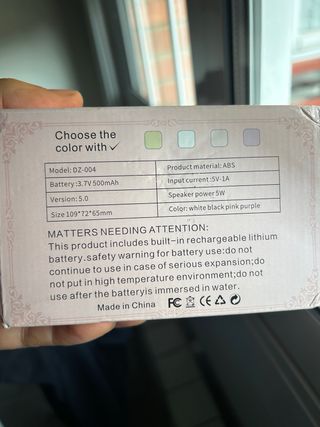 Choose the
color with
Model: DZ-004
Product material: ABS
Battery:3.7V 500mAh
Input current:5V-1A
Version: 5.0
Speaker power 5W
Size 109*72*65mm
Color: white black pink purple
MATTERS NEEDING ATTENTION:
This product includes built-in rechargeable lithium
battery.safety warning for battery use:do not
continue to use in case of serious expansion;do
not put in high temperature environment;do not
use after the batteryis immersed in water.
Made in China FC CE